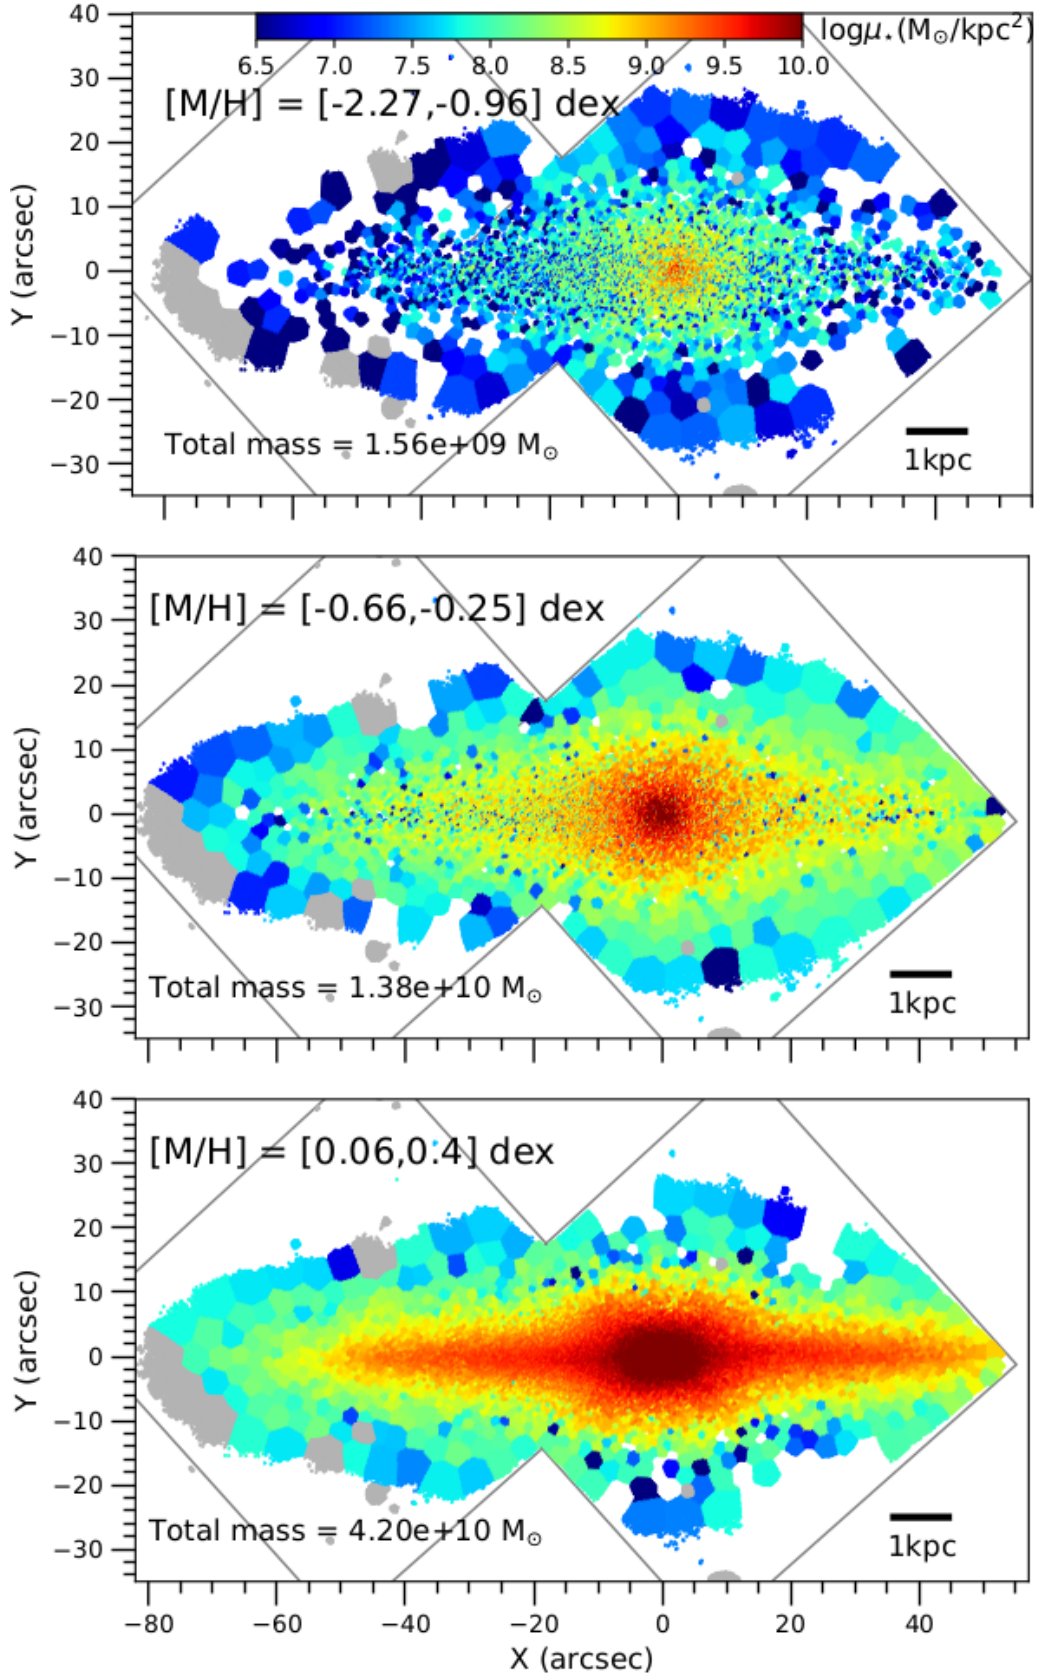 40
30
20
10
0
−10
−20
−30
Y (arcsec)
6.5 7.0 7.5 8.0 8.5 9.0 9.5 10.0
logμ⋆(M⊙/kpc²)
[M/H] = [-2.27,-0.96] dex
Total mass = 1.56e+09 M⊙
1kpc
40
30
20
10
0
−10
−20
−30
Y (arcsec)
[M/H] = [-0.66,-0.25] dex
Total mass = 1.38e+10 M⊙
1kpc
40
30
20
10
0
−10
−20
−30
Y (arcsec)
[M/H] = [0.06,0.4] dex
Total mass = 4.20e+10 M⊙
1kpc
−80 −60 −40 −20 0 20 40
X (arcsec)